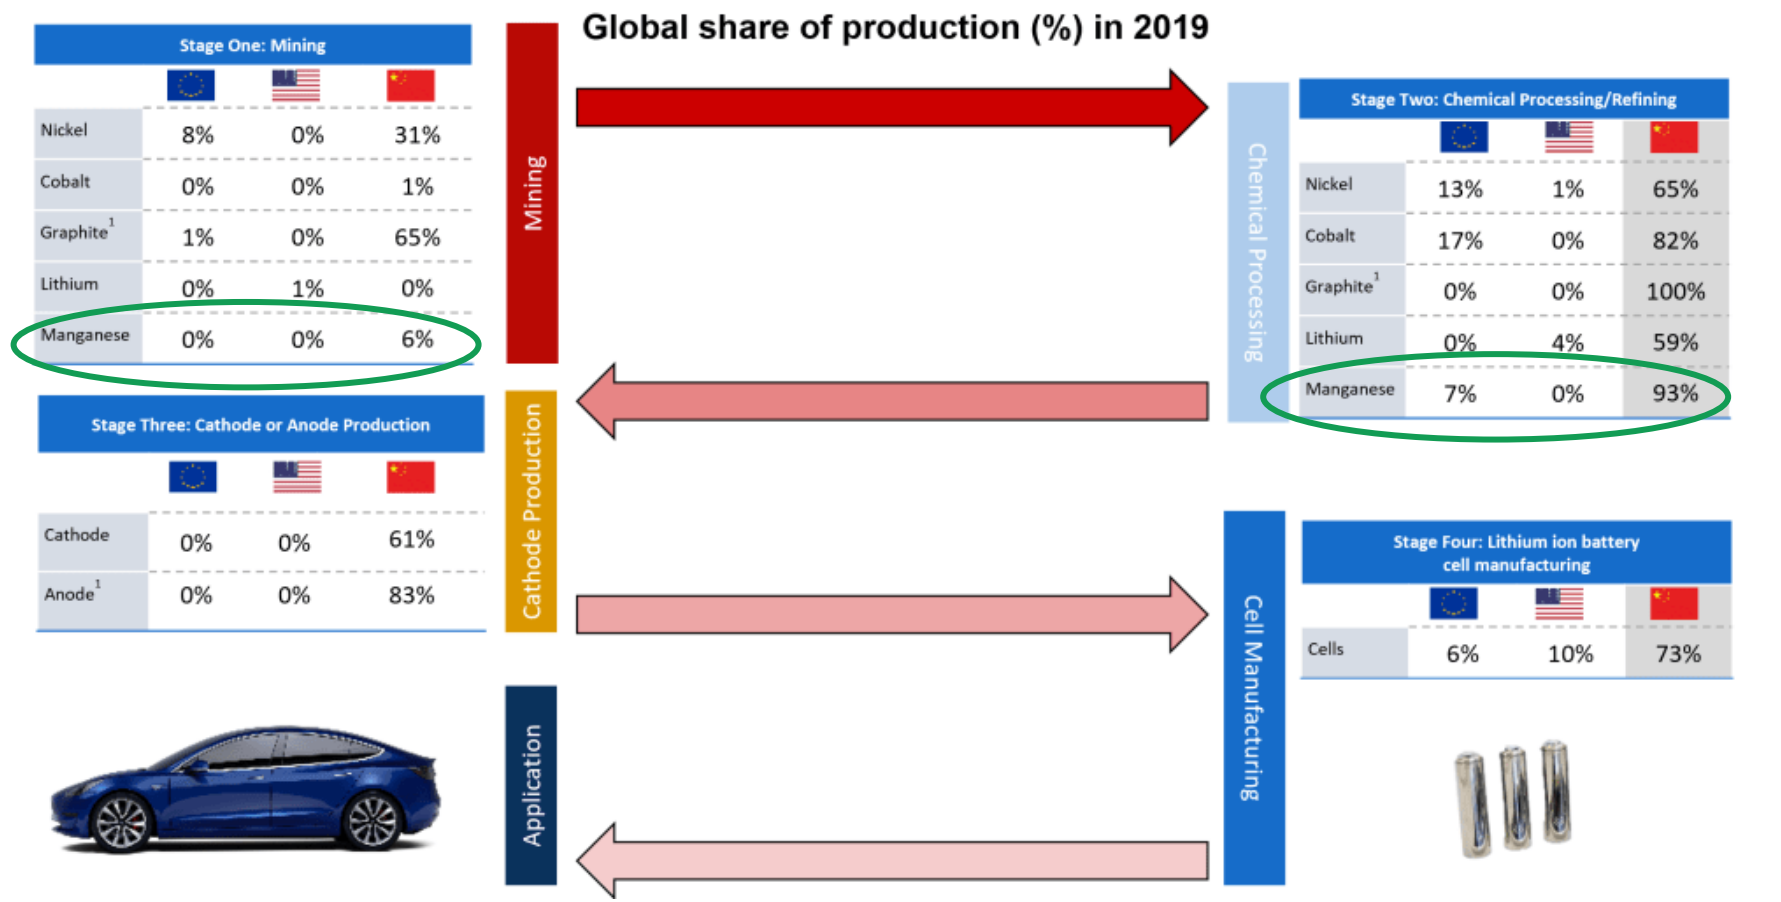 Global share of production (%) in 2019
Stage One: Mining
Nickel 8% 0% 31%
Cobalt 0% 0% 1%
Graphite1 1% 0% 65%
Lithium 0% 1% 0%
Manganese 0% 0% 6%
Mining
Chemical Processing
Stage Two: Chemical Processing/Refining
Nickel 13% 1% 65%
Cobalt 17% 0% 82%
Graphite1 0% 0% 100%
Lithium 0% 4% 59%
Manganese 7% 0% 93%
Stage Three: Cathode or Anode Production
Cathode 0% 0% 61%
Anode1 0% 0% 83%
Cathode Production
Cell Manufacturing
Stage Four: Lithium ion battery
cell manufacturing
Cells 6% 10% 73%
Application